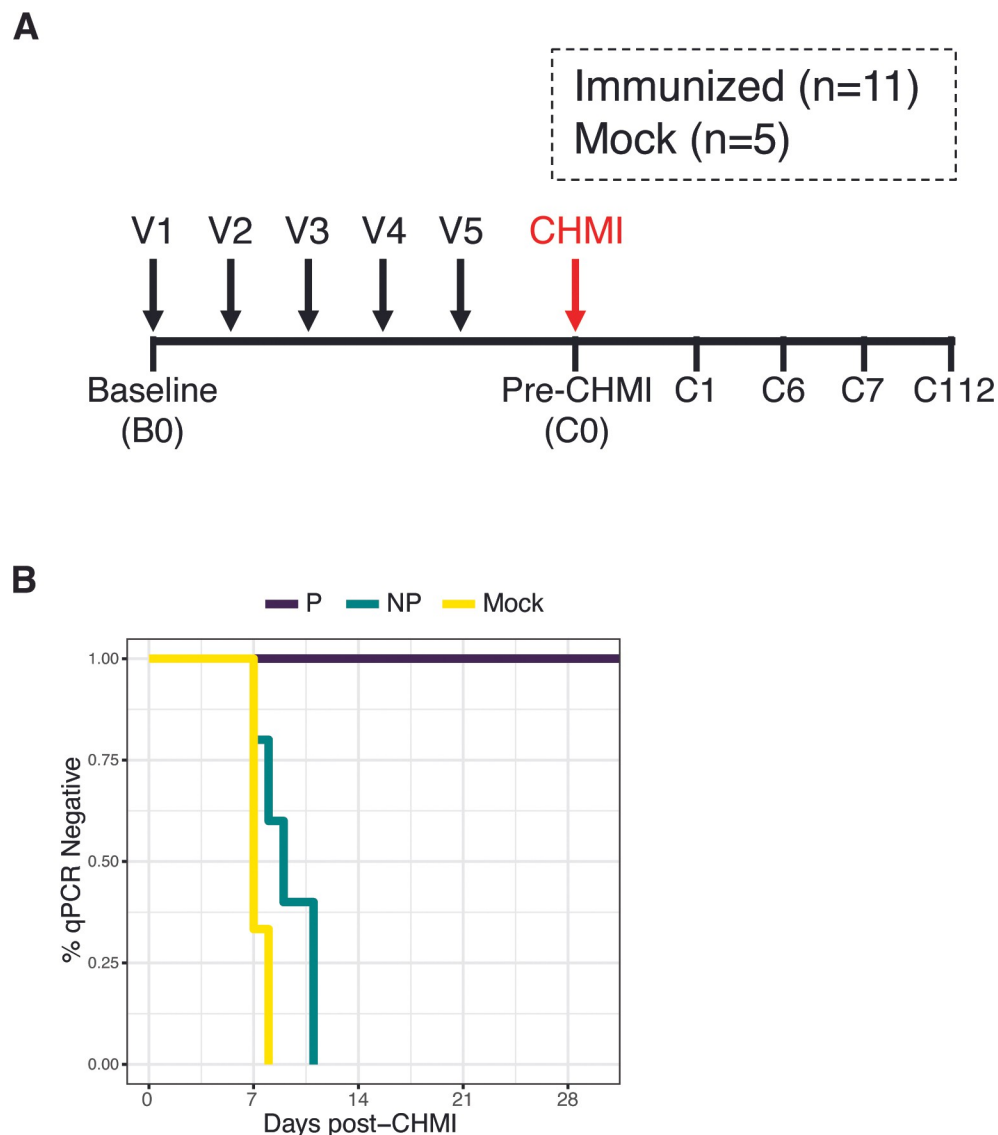 A
Immunized (n=11)
Mock (n=5)
V1 V2 V3 V4 V5 CHMI
Baseline Pre-CHMI C1 C6 C7 C112
(B0) (C0)
B
P NP Mock
1.00
0.75
0.50
0.25
0.00
% qPCR Negative
0 7 14 21 28
Days post–CHMI